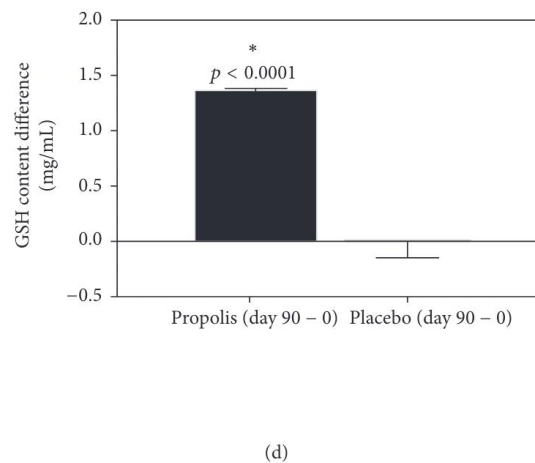 2.0
*
p < 0.0001
1.5
1.0
0.5
0.0
−0.5
GSH content difference
(mg/mL)
Propolis (day 90 − 0) Placebo (day 90 − 0)
(d)